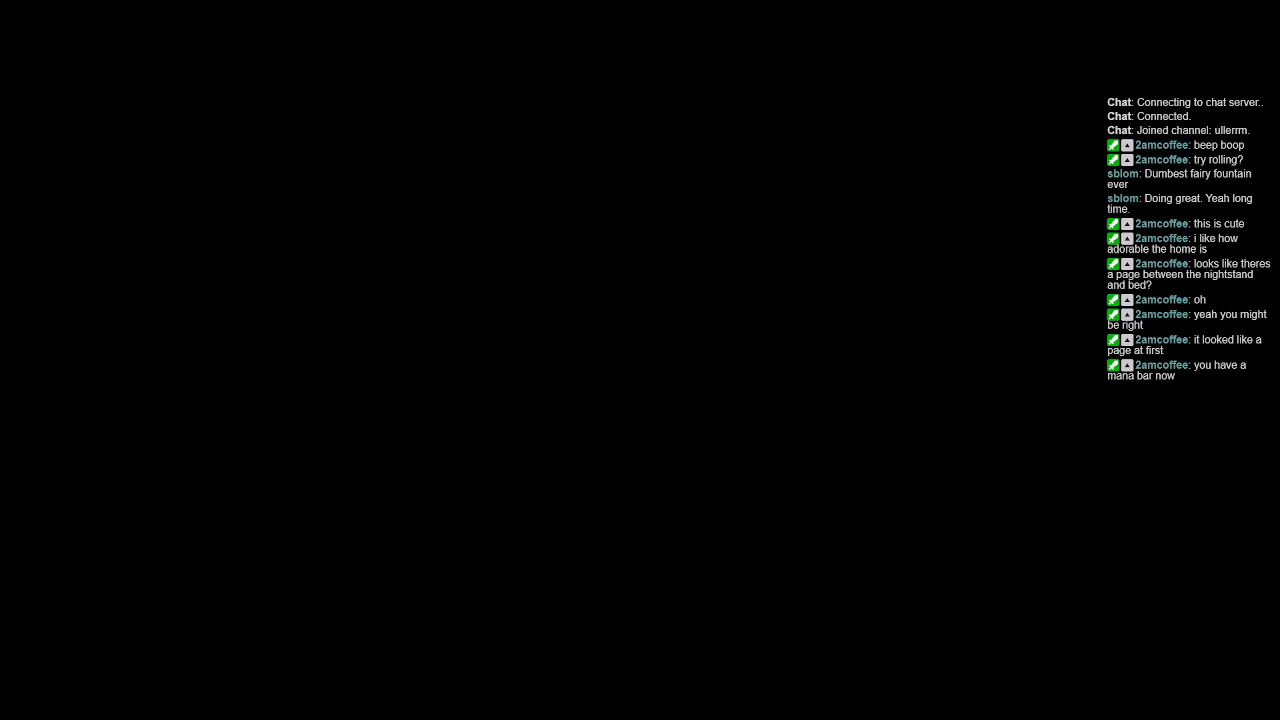 Chat: Connecting to chat server..
Chat: Connected.
Chat: Joined channel: ullerrm.
2amcoffee: beep boop
2amcoffee: try rolling?
sblom: Dumbest fairy fountain
ever
sblom: Doing great. Yeah long
time.
2amcoffee: this is cute
2amcoffee: i like how
adorable the home is
2amcoffee: looks like theres
a page between the nightstand
and bed?
2amcoffee: oh
2amcoffee: yeah you might
be right
2amcoffee: it looked like a
page at first
2amcoffee: you have a
mana bar now